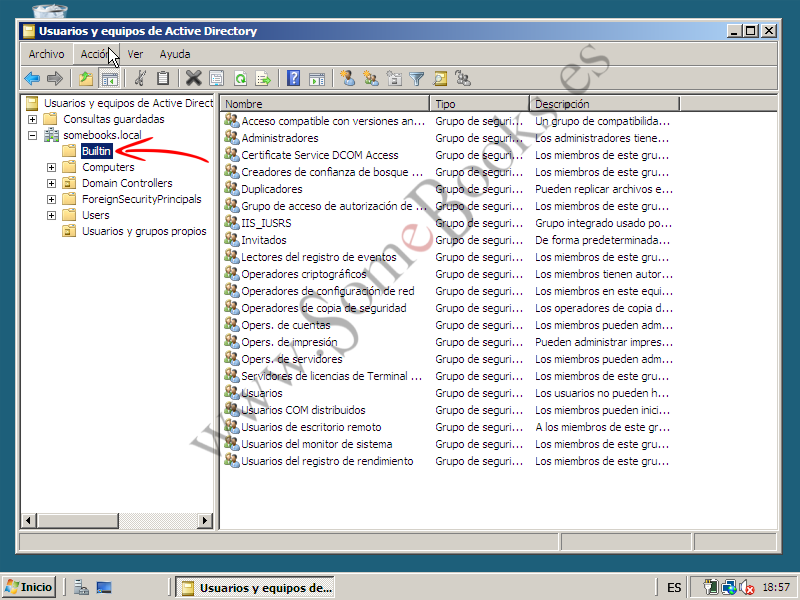 Usuarios y equipos de Active Directory
Archivo Acción Ver Ayuda
Usuarios y equipos de Active Direct
Consultas guardadas
somebooks.local
Builtin
Computers
Domain Controllers
ForeignSecurityPrincipals
Users
Usuarios y grupos propios
Nombre Tipo Descripción
Acceso compatible con versiones an... Grupo de seguri... Un grupo de compatibilida...
Administradores Grupo de seguri... Los administradores tiene...
Certificate Service DCOM Access Grupo de seguri... Los miembros de este gru...
Creadores de confianza de bosque ... Grupo de seguri... Los miembros de este gru...
Duplicadores Grupo de seguri... Pueden replicar archivos e...
Grupo de acceso de autorización de ... Grupo de seguri... Los miembros de este gru...
IIS_IUSRS Grupo de seguri... Grupo integrado usado po...
Invitados Grupo de seguri... De forma predeterminada...
Lectores del registro de eventos Grupo de seguri... Los miembros de este gru...
Operadores criptográficos Grupo de seguri... Los miembros tienen autor...
Operadores de configuración de red Grupo de seguri... Los miembros en este equi...
Operadores de copia de seguridad Grupo de seguri... Los operadores de copia d...
Opers. de cuentas Grupo de seguri... Los miembros pueden adm...
Opers. de impresión Grupo de seguri... Pueden administrar impres...
Opers. de servidores Grupo de seguri... Los miembros pueden adm...
Servidores de licencias de Terminal ... Grupo de seguri... Los miembros de este gru...
Usuarios Grupo de seguri... Los usuarios no pueden h...
Usuarios COM distribuidos Grupo de seguri... Los miembros pueden inici...
Usuarios de escritorio remoto Grupo de seguri... A los miembros de este gr...
Usuarios del monitor de sistema Grupo de seguri... Los miembros de este gru...
Usuarios del registro de rendimiento Grupo de seguri... Los miembros de este gru...
www.SomeBooks.es
Inicio Usuarios y equipos de... ES 18:57